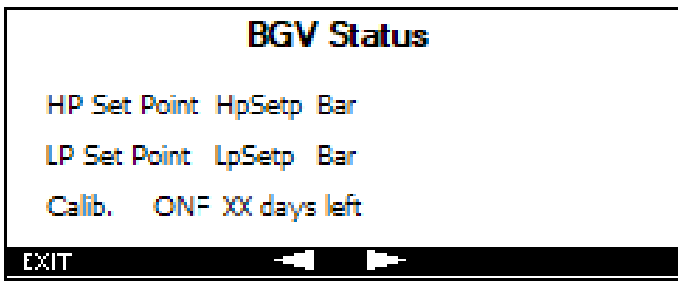 BGV Status
HP Set Point HpSetp Bar
LP Set Point LpSetp Bar
Calib. ONF XX days left
EXIT